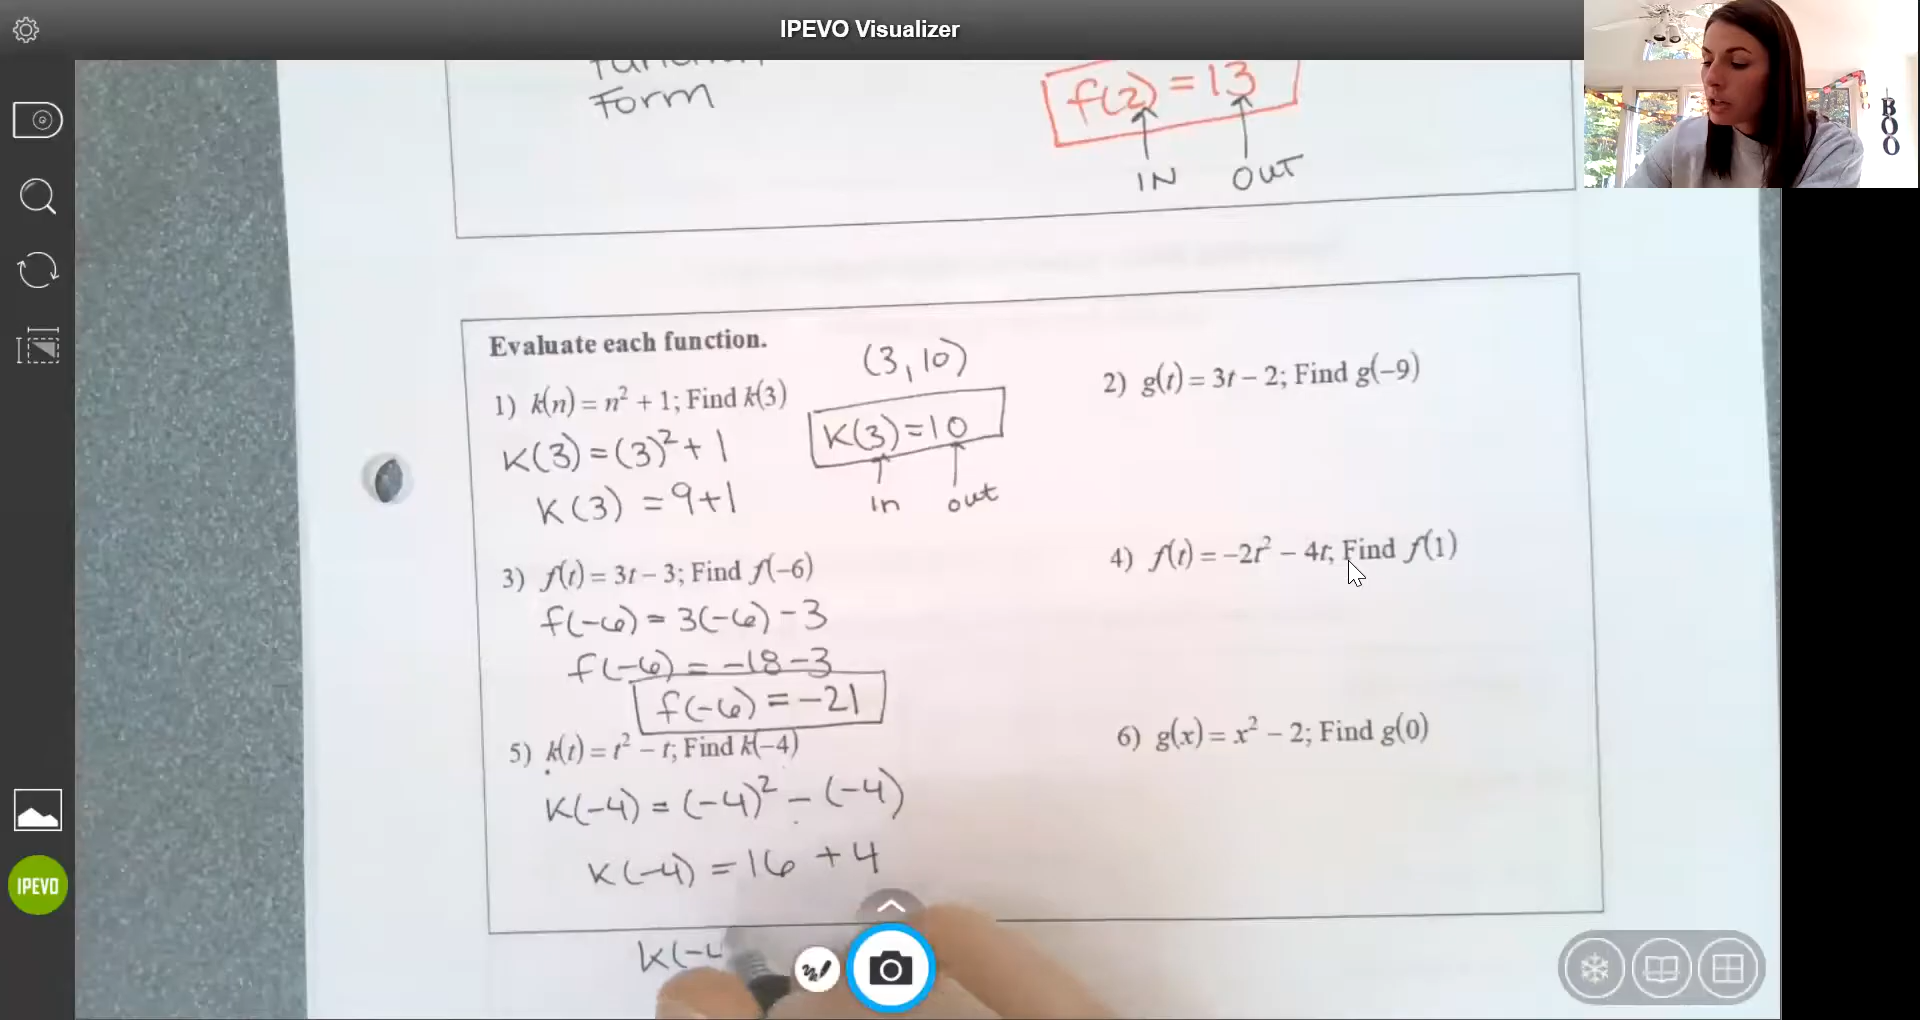 IPEVO Visualizer
Form
f(2) = 13
IN OUT
BOO
Evaluate each function.
1) k(n) = n² + 1; Find k(3)
(3, 10)
K(3) = (3)² + 1
K(3) = 10
K(3) = 9+1
In out
2) g(t) = 3t – 2; Find g(–9)
3) f(t) = 3t – 3; Find f(–6)
f(-6) = 3(-6) - 3
f(-6) = -18 - 3
f(-6) = -21
4) f(t) = –2t² – 4t; Find f(1)
5) k(t) = t² – t; Find k(–4)
K(-4) = (-4)² - (-4)
K(-4) = 16 + 4
K(-4
6) g(x) = x² – 2; Find g(0)
IPEVO